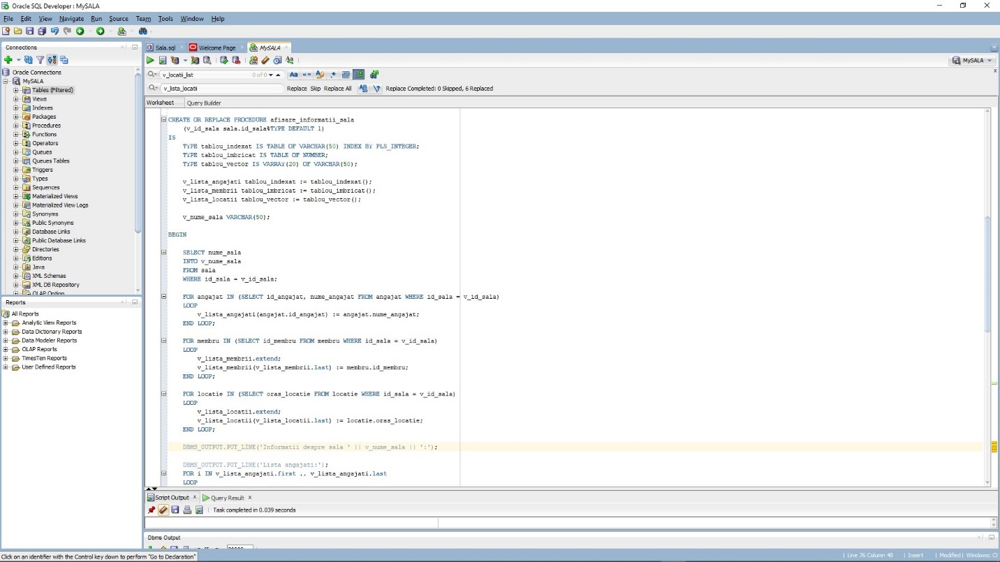 Oracle SQL Developer : MySALA
File Edit View Navigate Run Source Team Tools Window Help
Connections
Oracle Connections
MySALA
Tables (Filtered)
Views
Indexes
Packages
Procedures
Functions
Operators
Queues
Queues Tables
Triggers
Types
Sequences
Materialized Views
Materialized View Logs
Synonyms
Public Synonyms
Database Links
Public Database Links
Directories
Editions
Java
XML Schemas
XML DB Repository
OLAP Option
Reports
All Reports
Analytic View Reports
Data Dictionary Reports
Data Modeler Reports
OLAP Reports
TimesTen Reports
User Defined Reports
Sala.sql Welcome Page MySALA
MySALA
v_locatii_list 0 of 0
v_lista_locatii Replace Skip Replace All Replace Completed: 0 Skipped, 6 Replaced
Worksheet Query Builder
CREATE OR REPLACE PROCEDURE afisare_informatii_sala
(v_id_sala sala.id_sala%TYPE DEFAULT 1)
IS
TYPE tablou_indexat IS TABLE OF VARCHAR(50) INDEX BY PLS_INTEGER;
TYPE tablou_imbricat IS TABLE OF NUMBER;
TYPE tablou_vector IS VARRAY(20) OF VARCHAR(50);
v_lista_angajati tablou_indexat := tablou_indexat();
v_lista_membrii tablou_imbricat := tablou_imbricat();
v_lista_locatii tablou_vector := tablou_vector();
v_nume_sala VARCHAR(50);
BEGIN
SELECT nume_sala
INTO v_nume_sala
FROM sala
WHERE id_sala = v_id_sala;
FOR angajat IN (SELECT id_angajat, nume_angajat FROM angajat WHERE id_sala = v_id_sala)
LOOP
v_lista_angajati(angajat.id_angajat) := angajat.nume_angajat;
END LOOP;
FOR membru IN (SELECT id_membru FROM membru WHERE id_sala = v_id_sala)
LOOP
v_lista_membrii.extend;
v_lista_membrii(v_lista_membrii.last) := membru.id_membru;
END LOOP;
FOR locatie IN (SELECT oras_locatie FROM locatie WHERE id_sala = v_id_sala)
LOOP
v_lista_locatii.extend;
v_lista_locatii(v_lista_locatii.last) := locatie.oras_locatie;
END LOOP;
DBMS_OUTPUT.PUT_LINE('Informatii despre sala ' || v_nume_sala || ':');
DBMS_OUTPUT.PUT_LINE('Lista angajati:');
FOR i IN v_lista_angajati.first .. v_lista_angajati.last
LOOP
Script Output Query Result
Task completed in 0.039 seconds
Dbms Output
Click on an identifier with the Control key down to perform "Go to Declaration"
Line 76 Column 48 Insert Modified Windows: C